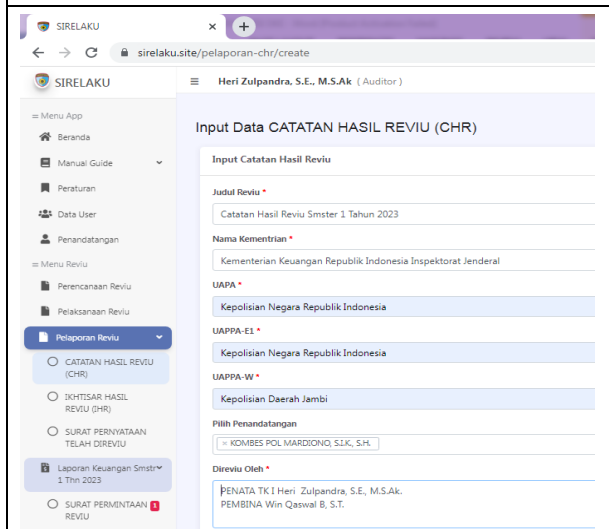 SIRELAKU
sirelaku.site/pelaporan-chr/create
SIRELAKU
Heri Zulpandra, S.E., M.S.Ak ( Auditor )
Menu App
Beranda
Manual Guide
Peraturan
Data User
Penandatangan
Menu Reviu
Perencanaan Reviu
Pelaksanaan Reviu
Pelaporan Reviu
CATATAN HASIL REVIU
(CHR)
IKHTISAR HASIL
REVIU (IHR)
SURAT PERNYATAAN
TELAH DIREVIU
Laporan Keuangan Smstr
1 Thn 2023
SURAT PERMINTAAN 1
REVIU
Input Data CATATAN HASIL REVIU (CHR)
Input Catatan Hasil Reviu
Judul Reviu *
Catatan Hasil Reviu Smster 1 Tahun 2023
Nama Kementrian *
Kementerian Keuangan Republik Indonesia Inspektorat Jenderal
UAPA *
Kepolisian Negara Republik Indonesia
UAPPA-E1 *
Kepolisian Negara Republik Indonesia
UAPPA-W *
Kepolisian Daerah Jambi
Pilih Penandatangan
× KOMBES POL MARDIONO, S.I.K., S.H.
Direviu Oleh *
PENATA TK I Heri Zulpandra, S.E., M.S.Ak.
PEMBINA Win Qaswal B, S.T.